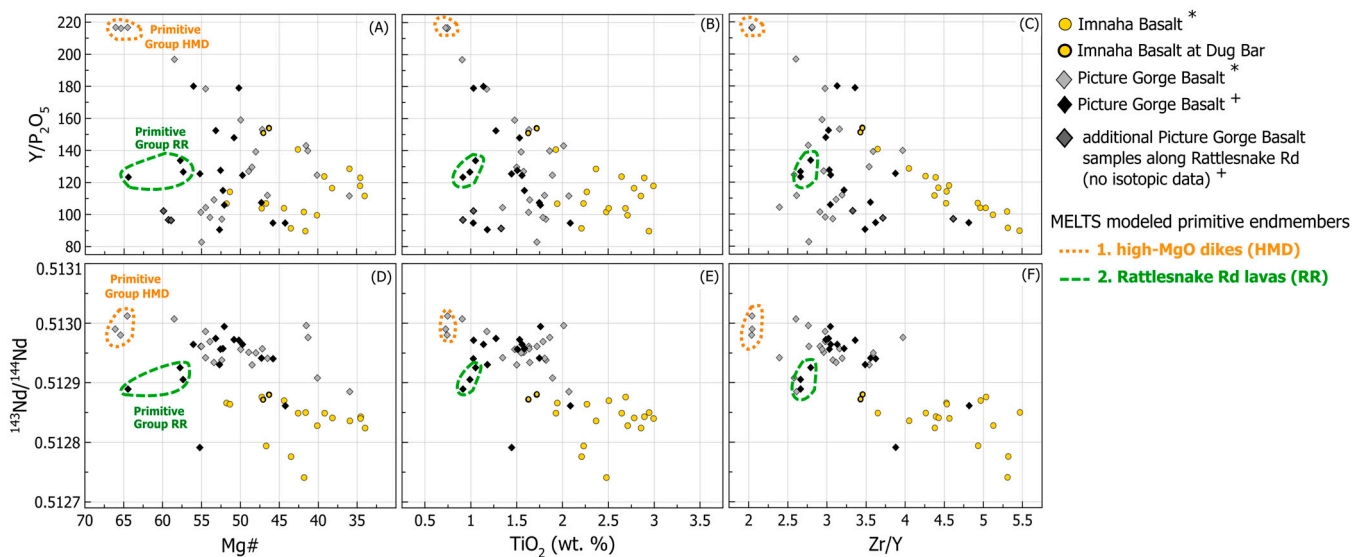 (A)
(B)
(C)
Primitive
Group HMD
Primitive
Group RR
220
200
180
160
140
120
100
80
Y/P₂O₅
(D)
(E)
(F)
Primitive
Group HMD
Primitive
Group RR
0.5131
0.5130
0.5129
0.5128
0.5127
¹⁴³Nd/¹⁴⁴Nd
70 65 60 55 50 45 40 35
Mg#
0.5 1 1.5 2 2.5 3 3.5
TiO₂ (wt. %)
2 2.5 3 3.5 4 4.5 5 5.5
Zr/Y
Imnaha Basalt *
Imnaha Basalt at Dug Bar
Picture Gorge Basalt *
Picture Gorge Basalt +
additional Picture Gorge Basalt
samples along Rattlesnake Rd
(no isotopic data) +
MELTS modeled primitive endmembers
1. high-MgO dikes (HMD)
2. Rattlesnake Rd lavas (RR)